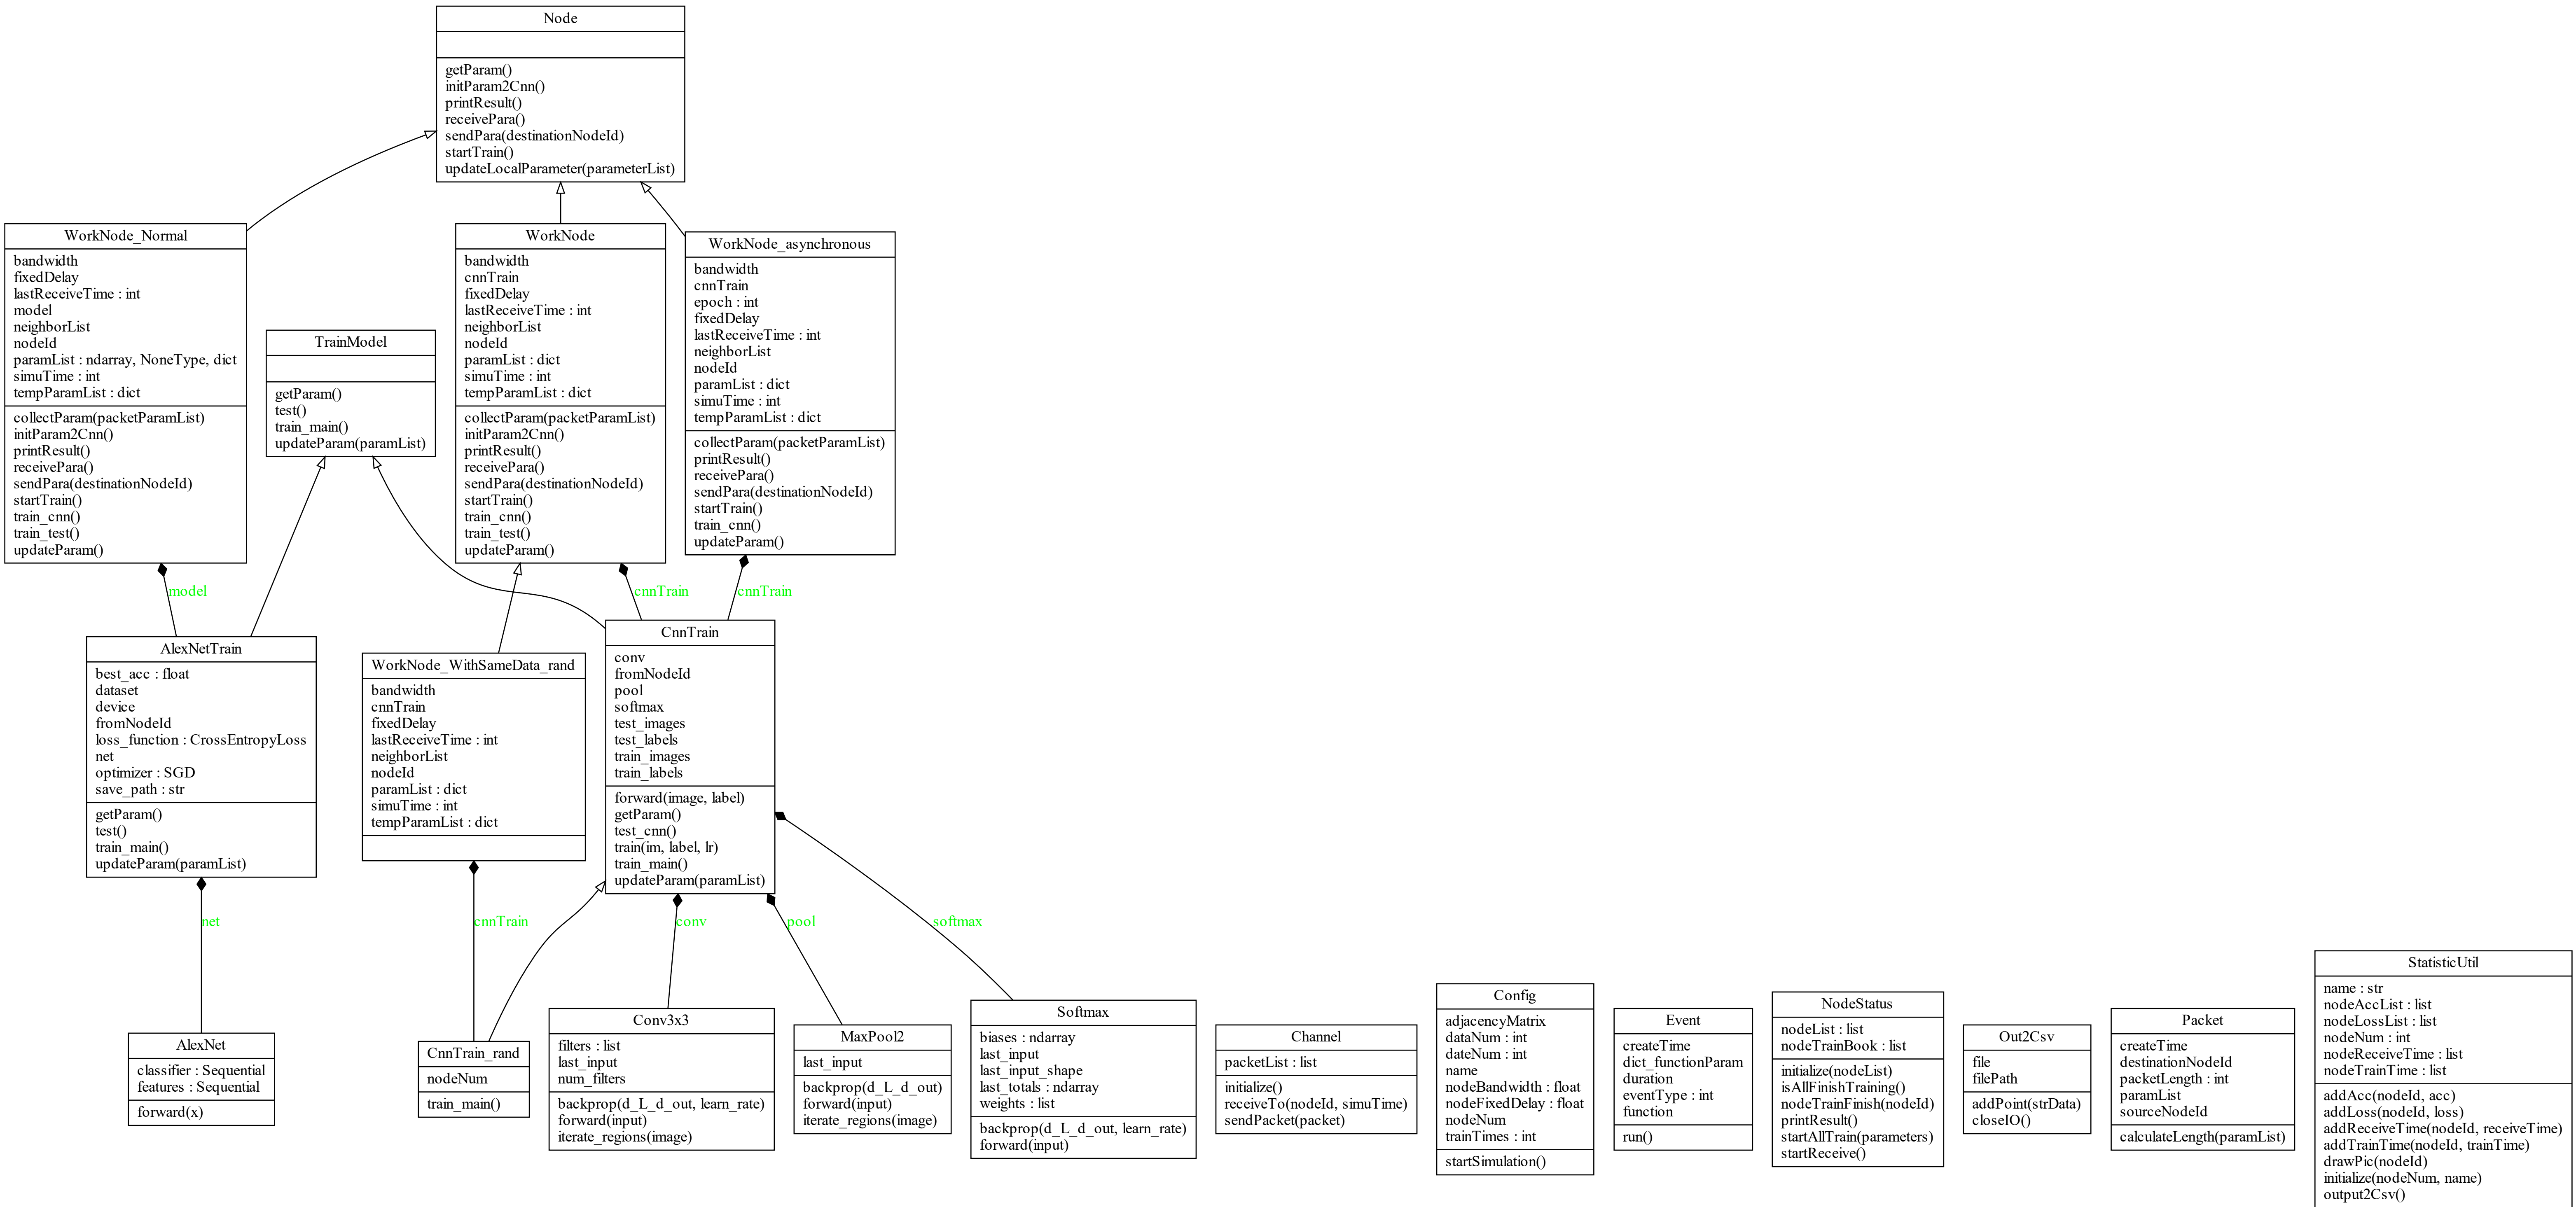 Node
getParam()
initParam2Cnn()
printResult()
receivePara()
sendPara(destinationNodeId)
startTrain()
updateLocalParameter(parameterList)
WorkNode_Normal
bandwidth
fixedDelay
lastReceiveTime : int
model
neighborList
nodeId
paramList : ndarray, NoneType, dict
simuTime : int
tempParamList : dict
collectParam(packetParamList)
initParam2Cnn()
printResult()
receivePara()
sendPara(destinationNodeId)
startTrain()
train_cnn()
train_test()
updateParam()
TrainModel
getParam()
test()
train_main()
updateParam(paramList)
WorkNode
bandwidth
cnnTrain
fixedDelay
lastReceiveTime : int
neighborList
nodeId
paramList : dict
simuTime : int
tempParamList : dict
collectParam(packetParamList)
initParam2Cnn()
printResult()
receivePara()
sendPara(destinationNodeId)
startTrain()
train_cnn()
train_test()
updateParam()
WorkNode_asynchronous
bandwidth
cnnTrain
epoch : int
fixedDelay
lastReceiveTime : int
neighborList
nodeId
paramList : dict
simuTime : int
tempParamList : dict
collectParam(packetParamList)
printResult()
receivePara()
sendPara(destinationNodeId)
startTrain()
train_cnn()
updateParam()
model
cnnTrain
cnnTrain
AlexNetTrain
best_acc : float
dataset
device
fromNodeId
loss_function : CrossEntropyLoss
net
optimizer : SGD
save_path : str
getParam()
test()
train_main()
updateParam(paramList)
WorkNode_WithSameData_rand
bandwidth
cnnTrain
fixedDelay
lastReceiveTime : int
neighborList
nodeId
paramList : dict
simuTime : int
tempParamList : dict
CnnTrain
conv
fromNodeId
pool
softmax
test_images
test_labels
train_images
train_labels
forward(image, label)
getParam()
test_cnn()
train(im, label, lr)
train_main()
updateParam(paramList)
net
cnnTrain
conv
pool
softmax
AlexNet
classifier : Sequential
features : Sequential
forward(x)
CnnTrain_rand
nodeNum
train_main()
Conv3x3
filters : list
last_input
num_filters
backprop(d_L_d_out, learn_rate)
forward(input)
iterate_regions(image)
MaxPool2
last_input
backprop(d_L_d_out)
forward(input)
iterate_regions(image)
Softmax
biases : ndarray
last_input
last_input_shape
last_totals : ndarray
weights : list
backprop(d_L_d_out, learn_rate)
forward(input)
Channel
packetList : list
initialize()
receiveTo(nodeId, simuTime)
sendPacket(packet)
Config
adjacencyMatrix
dataNum : int
dateNum : int
name
nodeBandwidth : float
nodeFixedDelay : float
nodeNum
trainTimes : int
startSimulation()
Event
createTime
dict_functionParam
duration
eventType : int
function
run()
NodeStatus
nodeList : list
nodeTrainBook : list
initialize(nodeList)
isAllFinishTraining()
nodeTrainFinish(nodeId)
printResult()
startAllTrain(parameters)
startReceive()
Out2Csv
file
filePath
addPoint(strData)
closeIO()
Packet
createTime
destinationNodeId
packetLength : int
paramList
sourceNodeId
calculateLength(paramList)
StatisticUtil
name : str
nodeAccList : list
nodeLossList : list
nodeNum : int
nodeReceiveTime : list
nodeTrainTime : list
addAcc(nodeId, acc)
addLoss(nodeId, loss)
addReceiveTime(nodeId, receiveTime)
addTrainTime(nodeId, trainTime)
drawPic(nodeId)
initialize(nodeNum, name)
output2Csv()